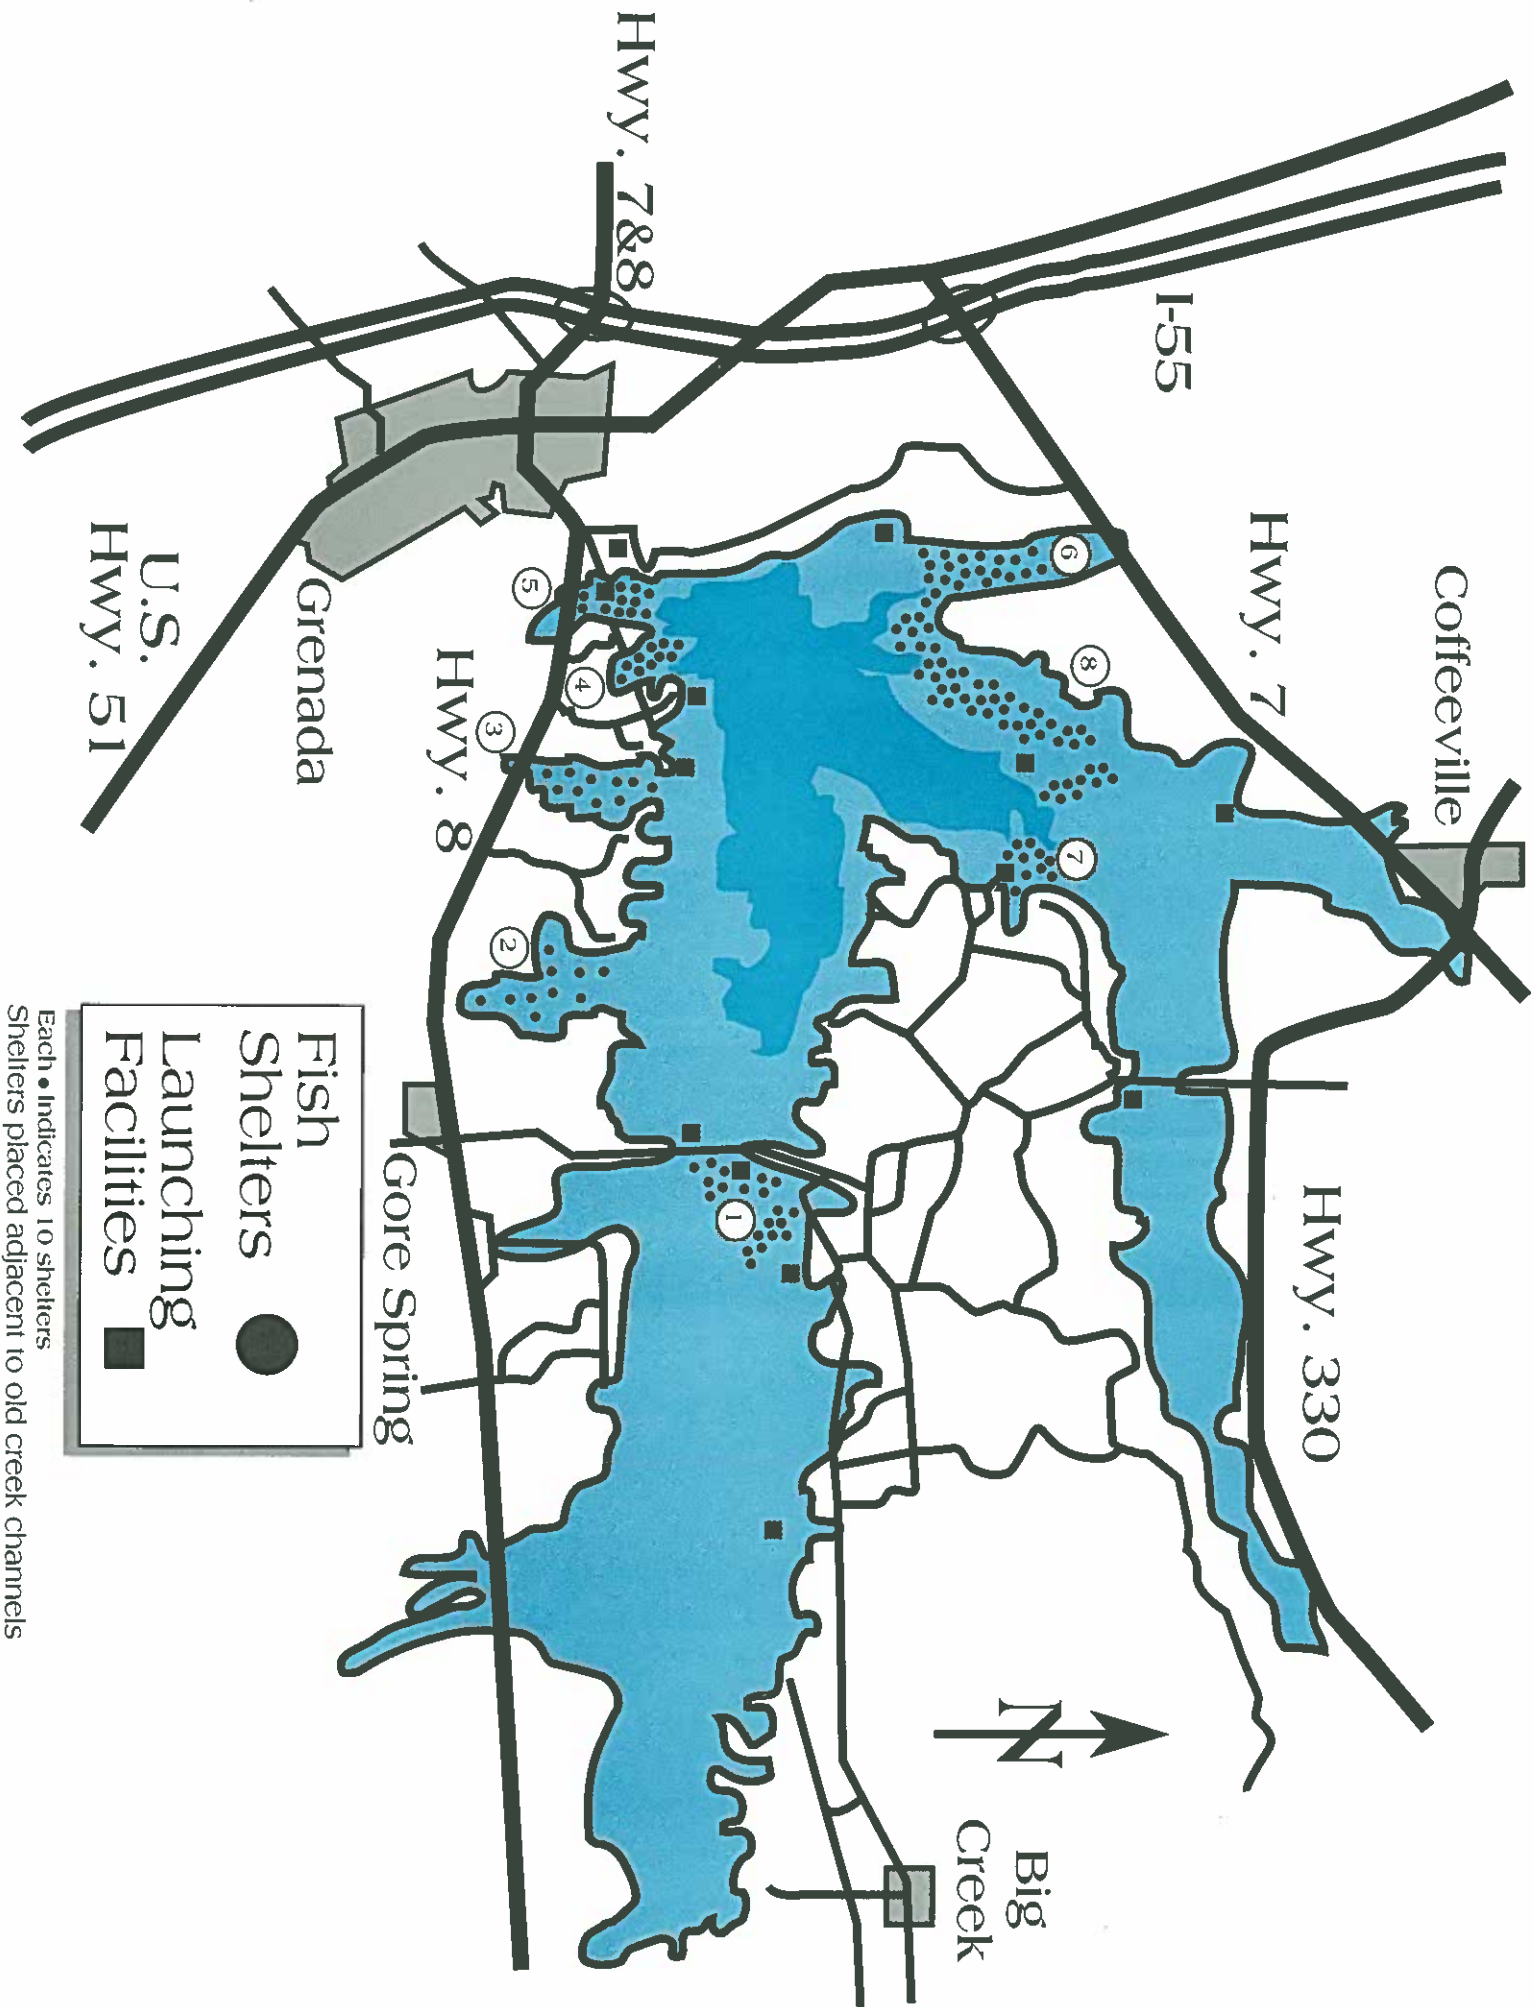 Coffeeville
Hwy. 7
I-55
Hwy. 330
6
8
7
Hwy. 7&8
Big
Creek
5
4
3
2
1
Hwy. 8
Grenada
Gore Spring
U.S.
Hwy. 51
Fish
Shelters
Launching
Facilities
Each • Indicates 10 shelters
Shelters placed adjacent to old creek channels
N